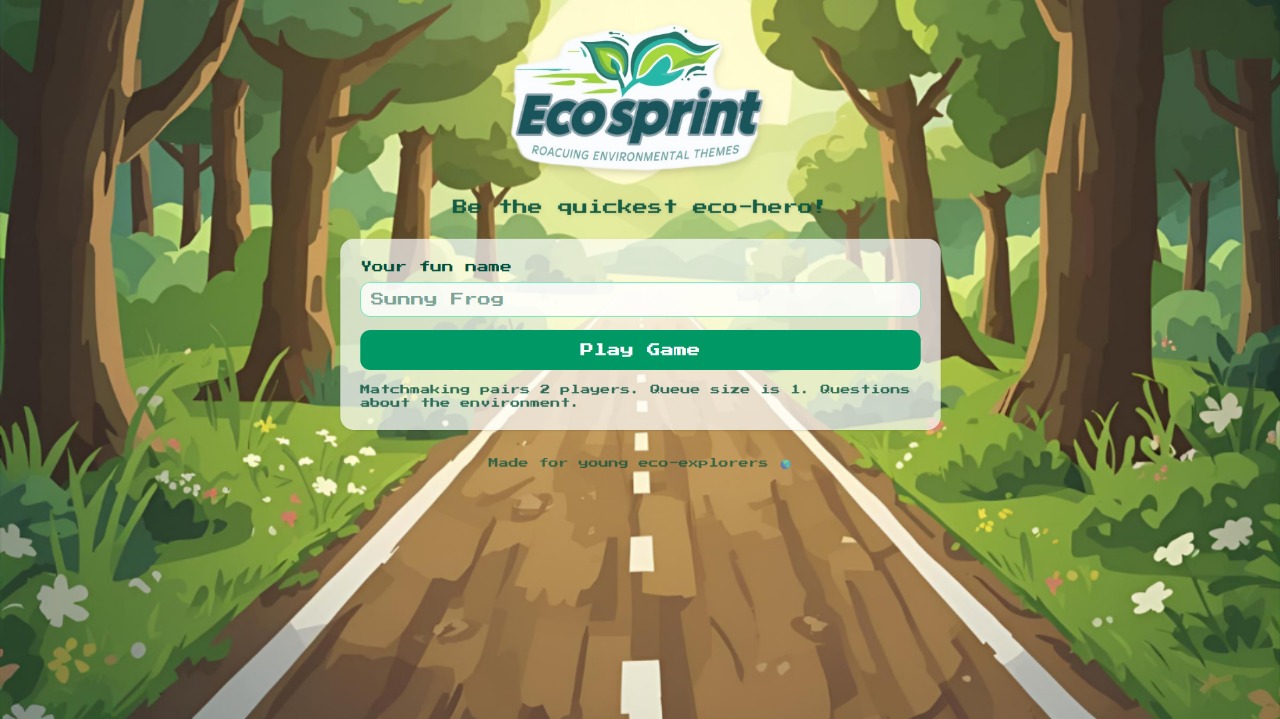 Ecosprint
ROACUING ENVIRONMENTAL THEMES
Be the quickest eco-hero!
Your fun name
Sunny Frog
Play Game
Matchmaking pairs 2 players. Queue size is 1. Questions
about the environment.
Made for young eco-explorers